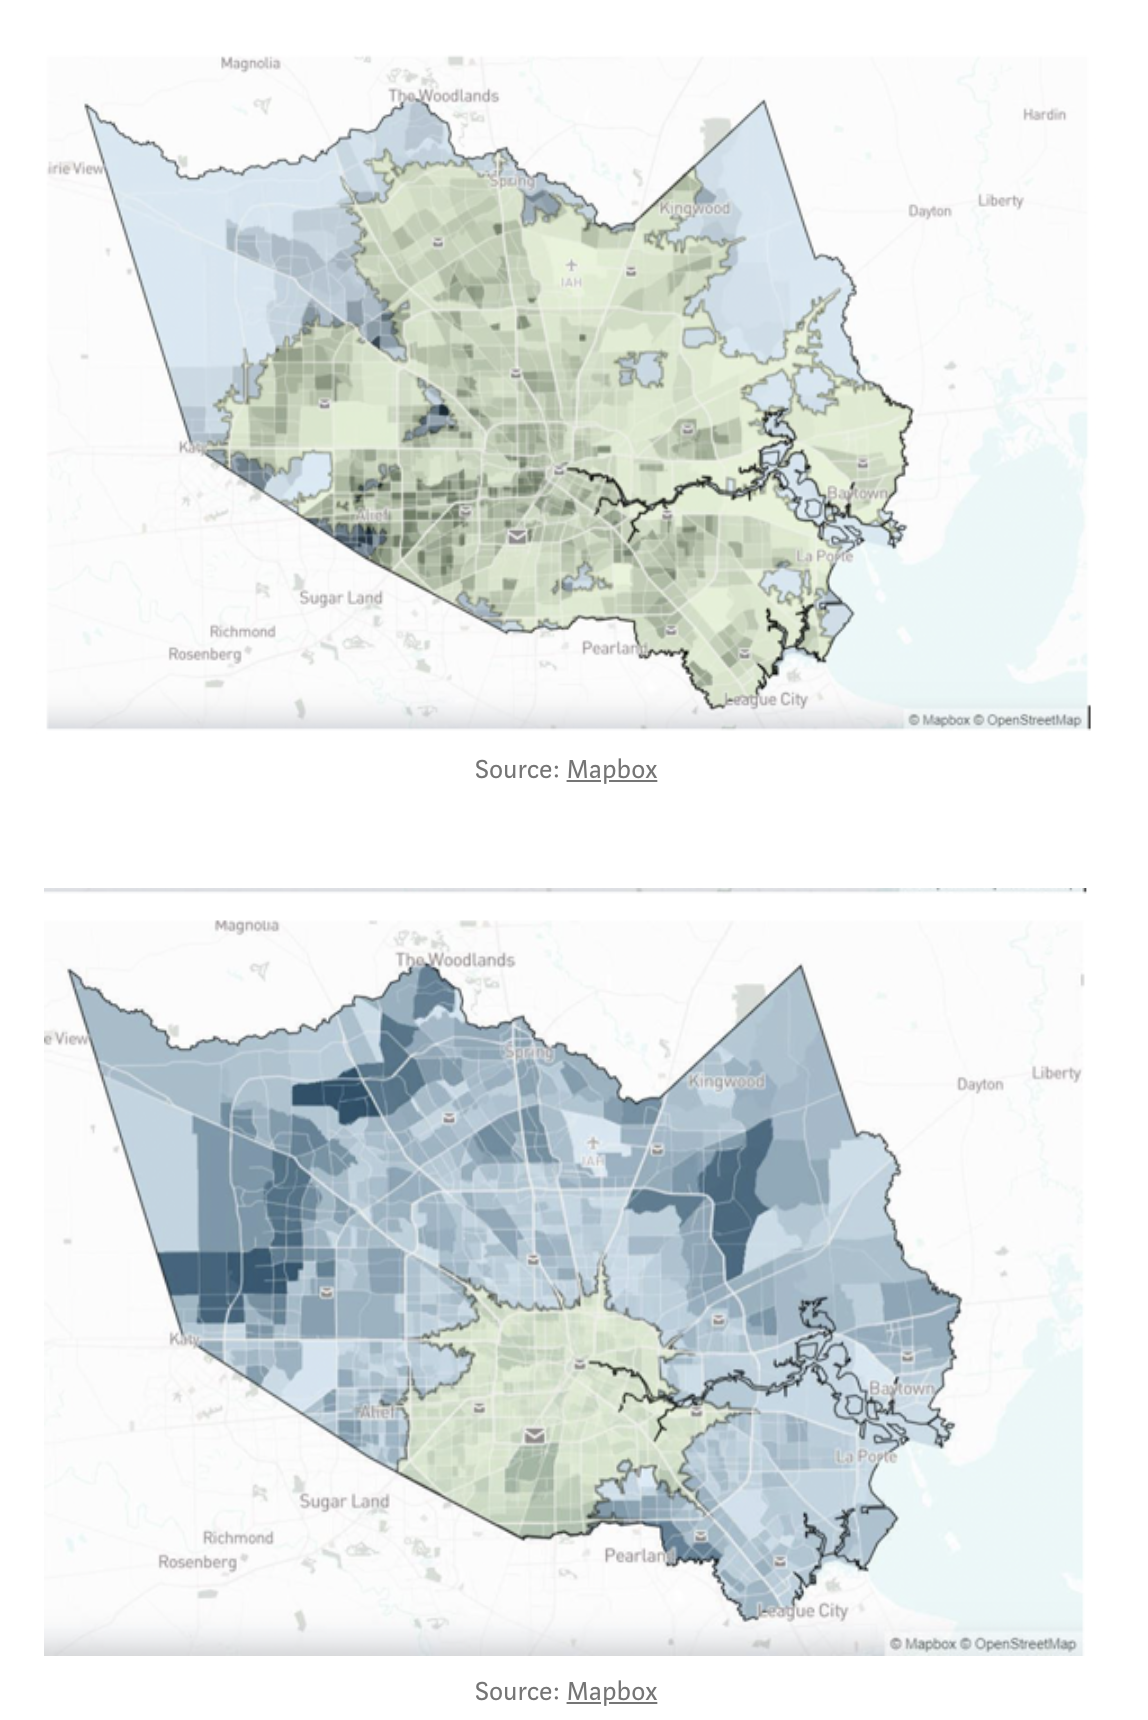 Magnolia
The Woodlands
Hardin
irie View
Spring
Kingwood
Dayton
Liberty
IAH
Katy
Alief
Baytown
La Porte
Sugar Land
Richmond
Rosenberg
Pearland
League City
© Mapbox © OpenStreetMap
Source: Mapbox
Magnolia
The Woodlands
e View
Spring
Kingwood
Dayton
Liberty
IAH
Katy
Alief
Baytown
La Porte
Sugar Land
Richmond
Rosenberg
Pearland
League City
© Mapbox © OpenStreetMap
Source: Mapbox